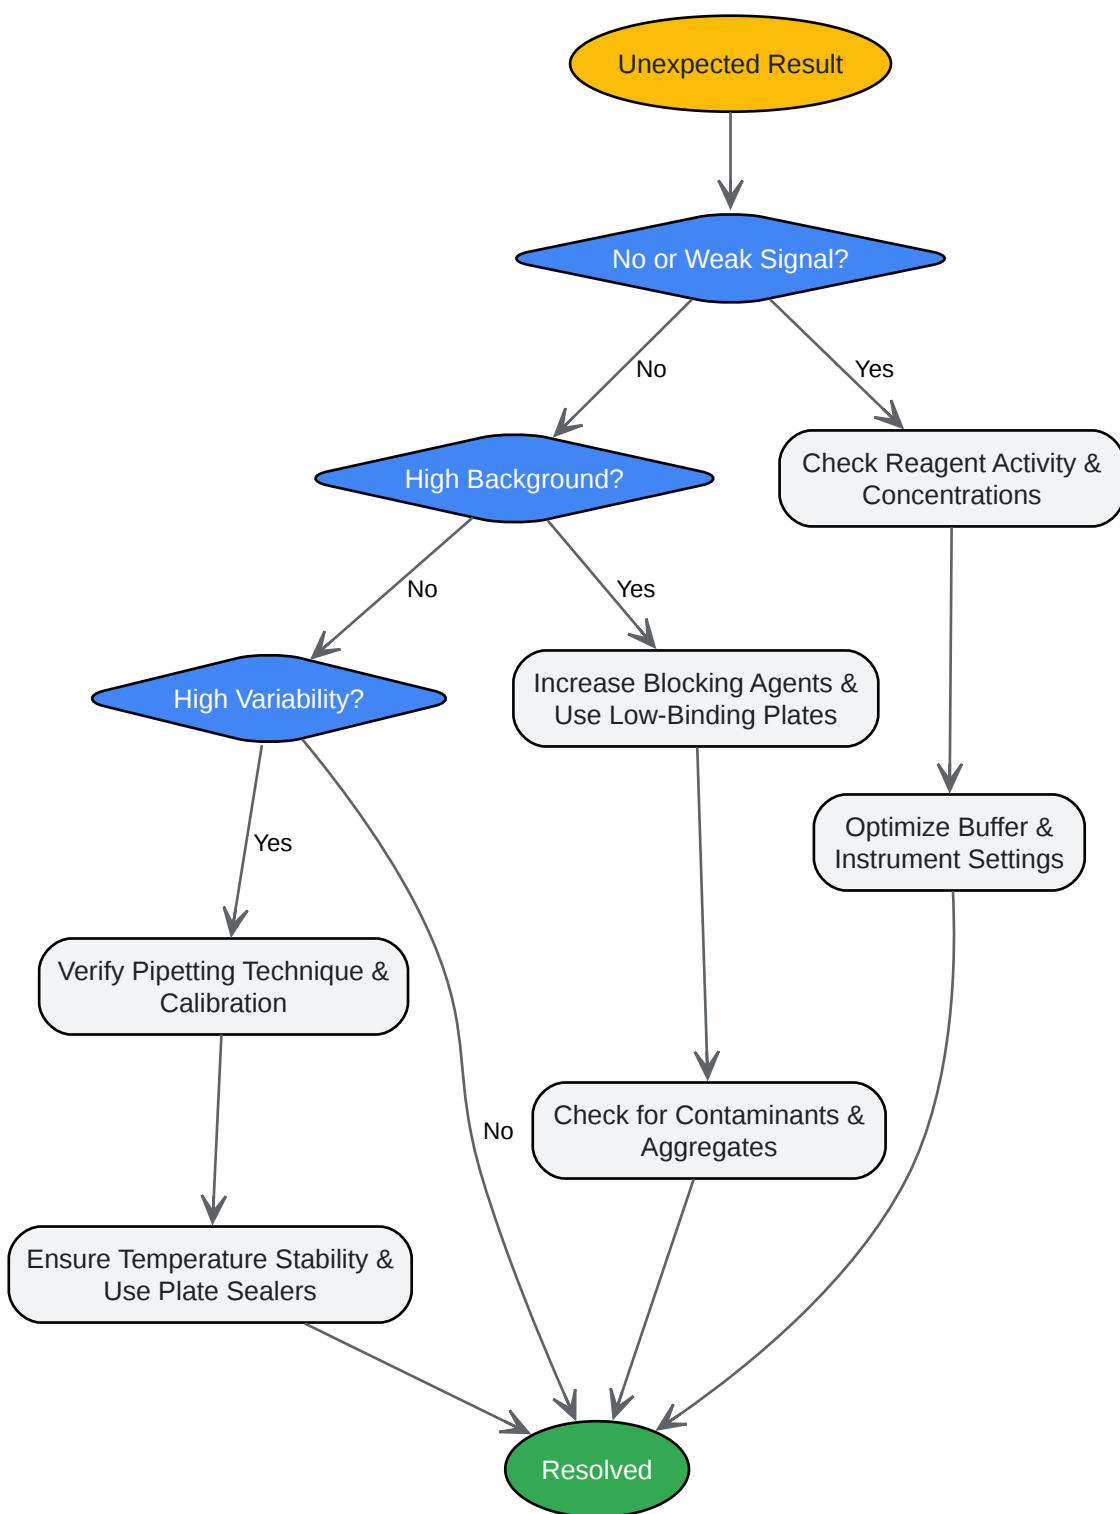 Unexpected Result
No or Weak Signal?
No
Yes
High Background?
Check Reagent Activity &
Concentrations
No
Yes
High Variability?
Increase Blocking Agents &
Use Low-Binding Plates
Yes
Optimize Buffer &
Instrument Settings
Verify Pipetting Technique &
Calibration
No
Check for Contaminants &
Aggregates
Ensure Temperature Stability &
Use Plate Sealers
Resolved